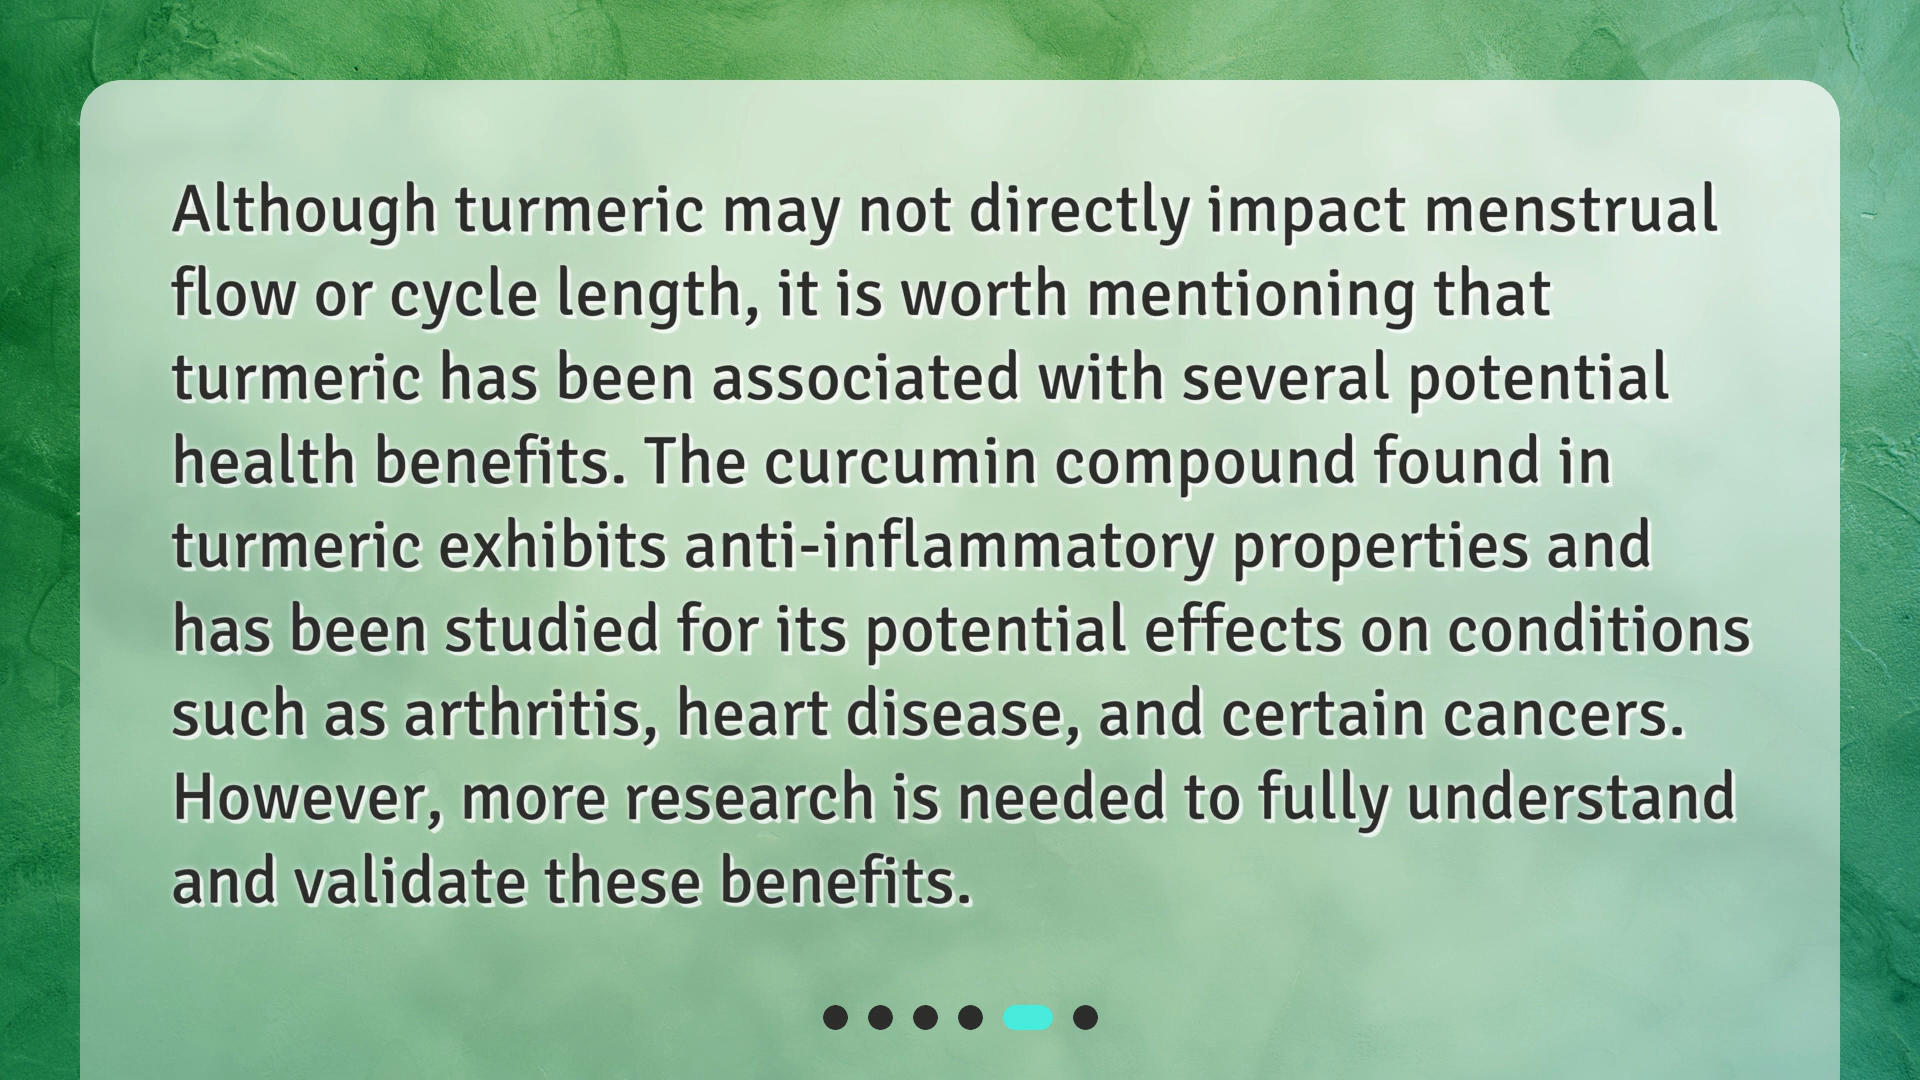 Although turmeric may not directly impact menstrual
flow or cycle length, it is worth mentioning that
turmeric has been associated with several potential
health benefits. The curcumin compound found in
turmeric exhibits anti-inflammatory properties and
has been studied for its potential effects on conditions
such as arthritis, heart disease, and certain cancers.
However, more research is needed to fully understand
and validate these benefits.